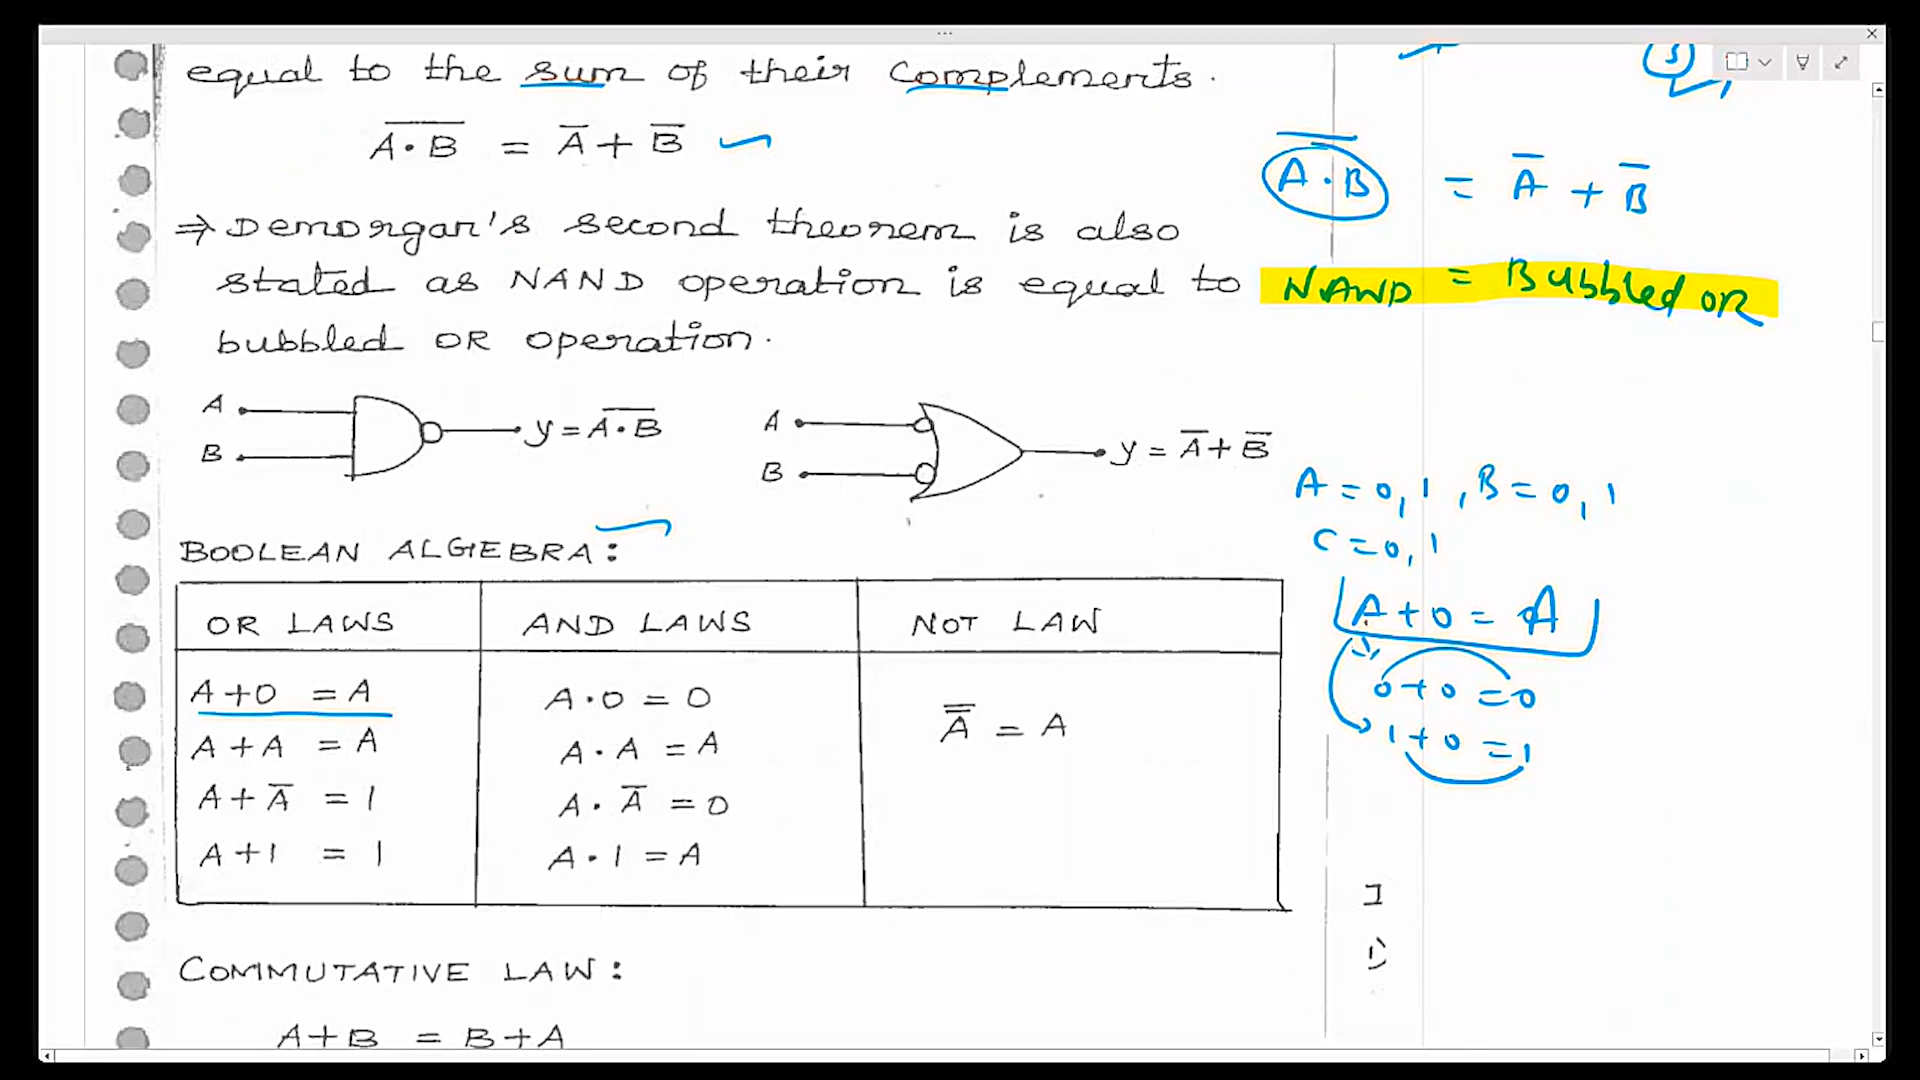 equal to the sum of their complements.
A·B̅ = A̅ + B̅
⇒ Demorgan's second theorem is also
stated as NAND operation is equal to
bubbled OR operation.
A
B
y = A̅·̅B̅
A
B
y = A̅ + B̅
BOOLEAN ALGEBRA:
OR LAWS AND LAWS NOT LAW
A+0 = A A·0 = 0
A+A = A A·A = A A̿ = A
A+A̅ = 1 A·A̅ = 0
A+1 = 1 A·1 = A
COMMUTATIVE LAW:
A+B = B+A
A̅·̅B̅ = A̅ + B̅
NAND = Bubbled OR
A = 0, 1 , B = 0, 1
C = 0, 1
A + 0 = A
0 + 0 = 0
1 + 0 = 1